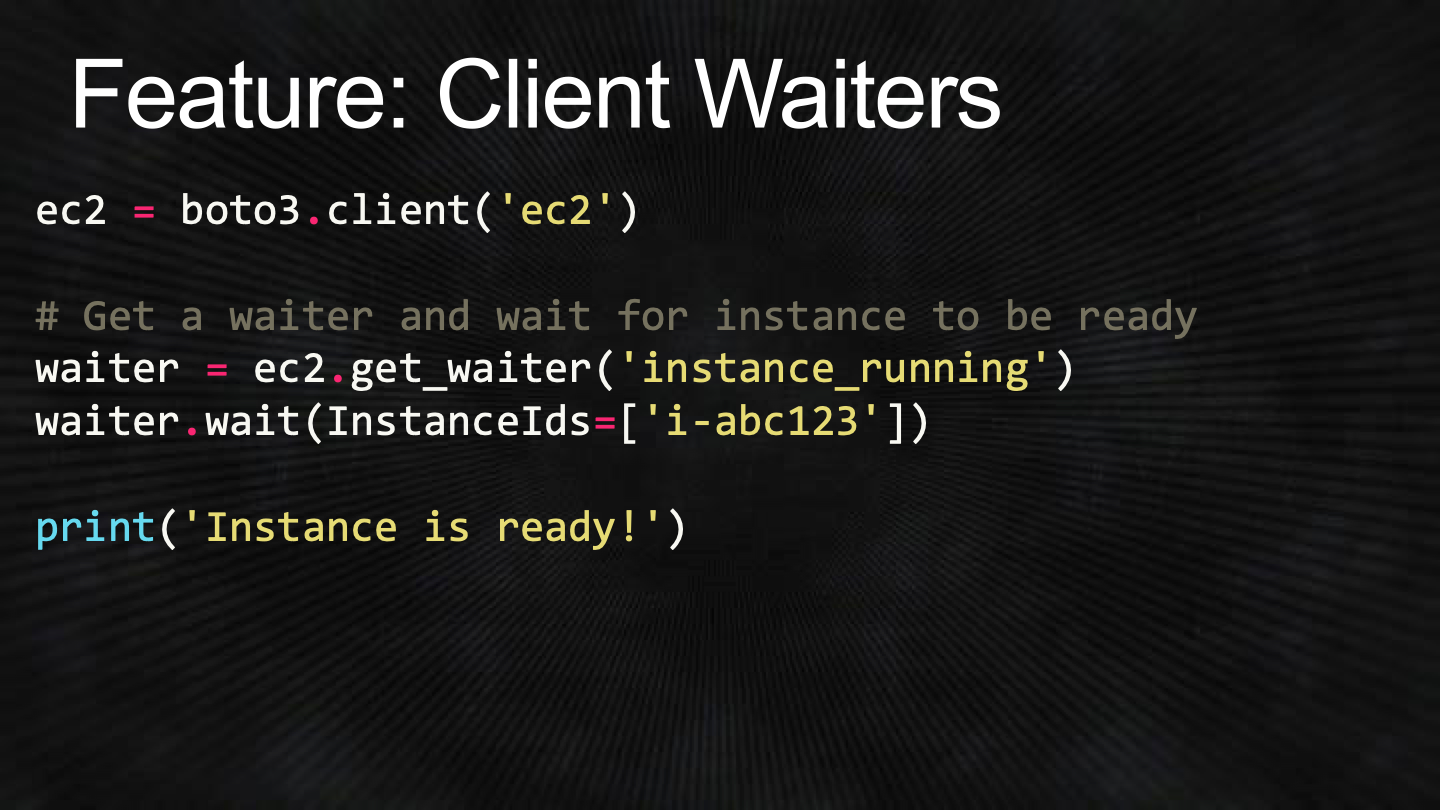 Feature: Client Waiters
ec2 = boto3.client('ec2')
# Get a waiter and wait for instance to be ready
waiter = ec2.get_waiter('instance_running')
waiter.wait(InstanceIds=['i-abc123'])
print('Instance is ready!')